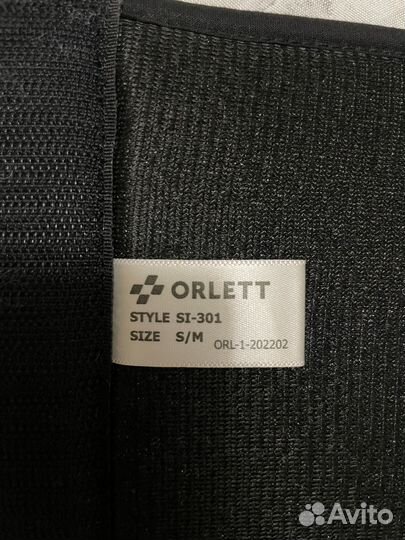 ORLETT
STYLE SI-301
SIZE S/M ORL-1-202202
Avito